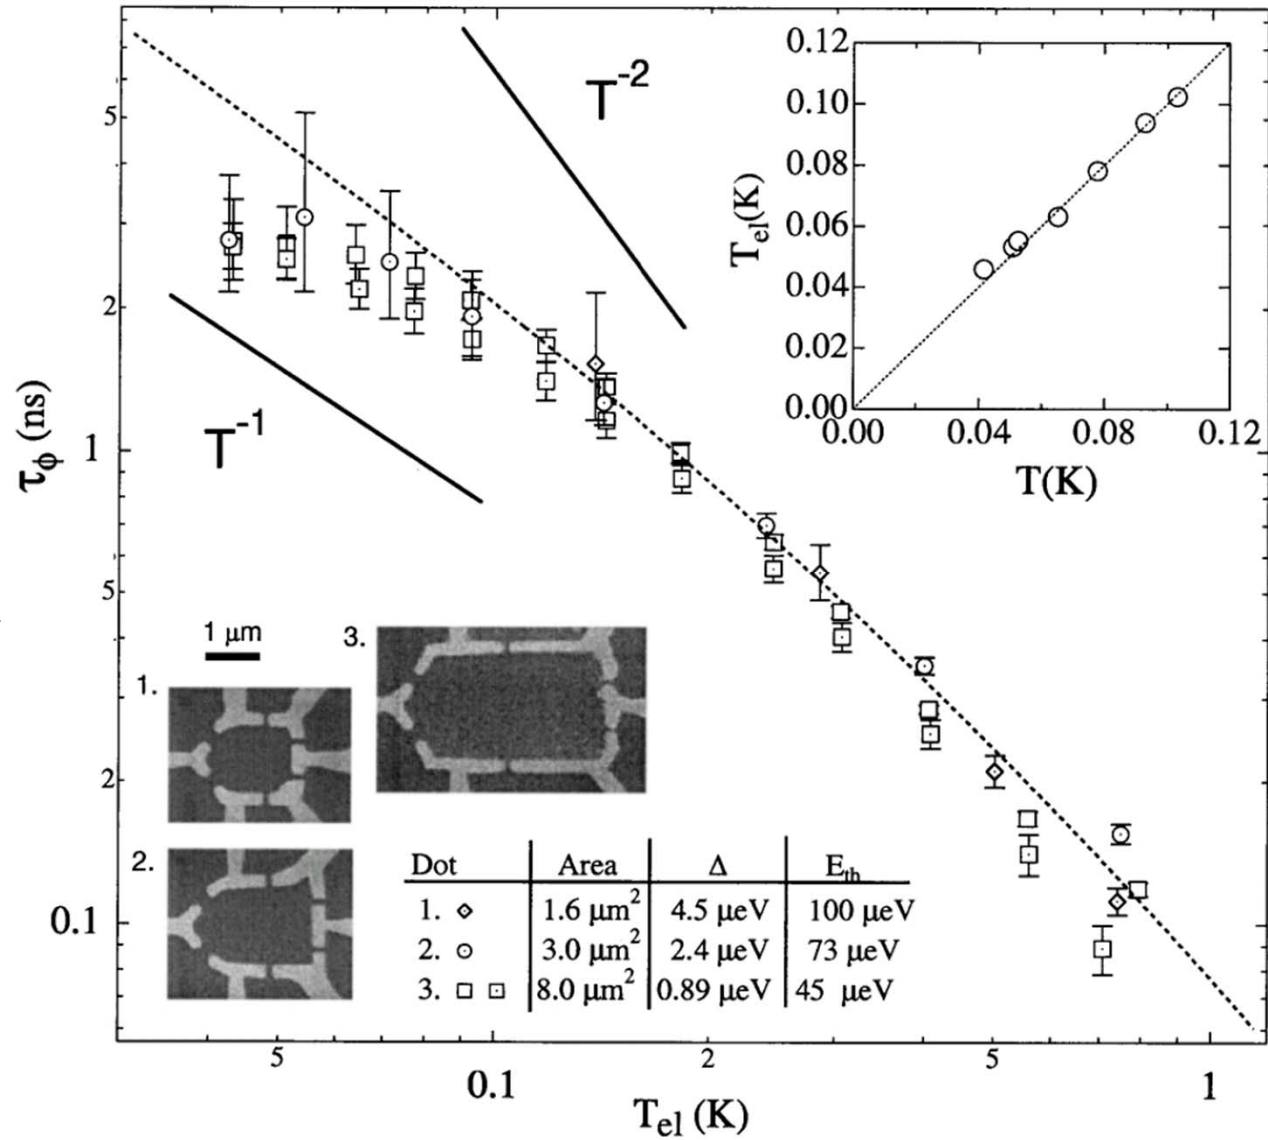 T⁻²
T⁻¹
5
2
1
5
2
0.1
τϕ (ns)
5
0.1
2
5
1
Tel (K)
0.12
0.10
0.08
0.06
0.04
0.02
0.00
Tel(K)
0.00 0.04 0.08 0.12
T(K)
1 μm
1.
2.
3.
Dot Area Δ Eth
1. ◇ 1.6 μm² 4.5 μeV 100 μeV
2. ⊙ 3.0 μm² 2.4 μeV 73 μeV
3. □ ⊡ 8.0 μm² 0.89 μeV 45 μeV